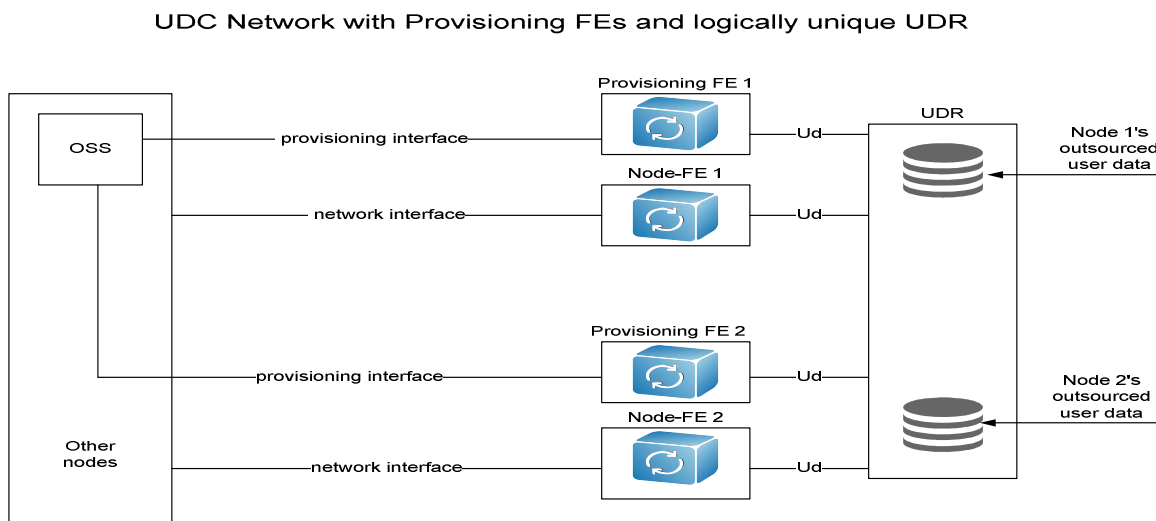 UDC Network with Provisioning FEs and logically unique UDR
Provisioning FE 1
OSS
provisioning interface
Ud
UDR
Node 1's
outsourced
user data
Node-FE 1
network interface
Ud
Provisioning FE 2
provisioning interface
Ud
Node 2's
outsourced
user data
Node-FE 2
Other
nodes
network interface
Ud